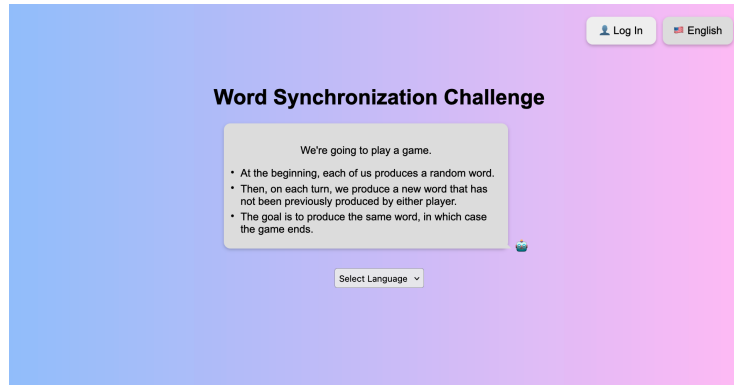 Log In
English
Word Synchronization Challenge
We're going to play a game.
• At the beginning, each of us produces a random word.
• Then, on each turn, we produce a new word that has
not been previously produced by either player.
• The goal is to produce the same word, in which case
the game ends.
Select Language